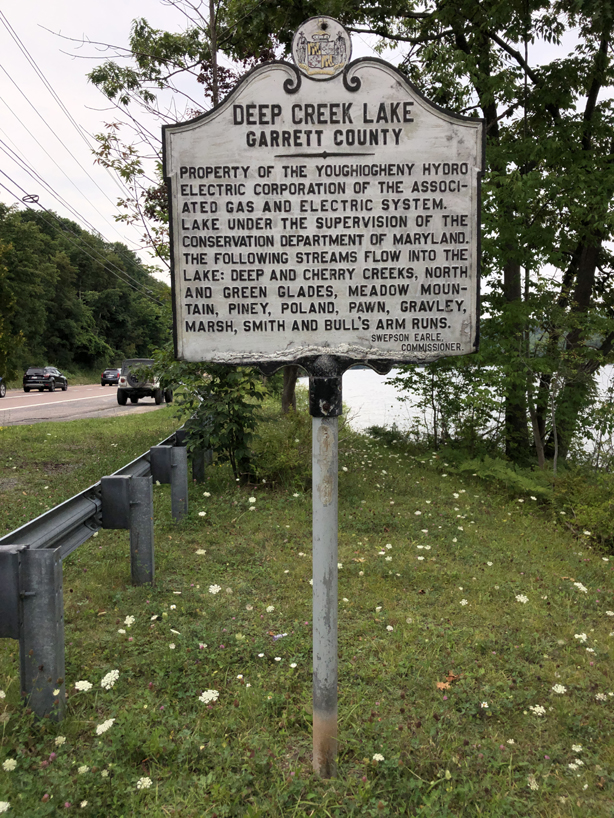 DEEP CREEK LAKE
GARRETT COUNTY
PROPERTY OF THE YOUGHIOGHENY HYDRO
ELECTRIC CORPORATION OF THE ASSOCI-
ATED GAS AND ELECTRIC SYSTEM.
LAKE UNDER THE SUPERVISION OF THE
CONSERVATION DEPARTMENT OF MARYLAND.
THE FOLLOWING STREAMS FLOW INTO THE
LAKE: DEEP AND CHERRY CREEKS, NORTH
AND GREEN GLADES, MEADOW MOUN-
TAIN, PINEY, POLAND, PAWN, GRAVLEY,
MARSH, SMITH AND BULL'S ARM RUNS.
SWEPSON EARLE,
COMMISSIONER.